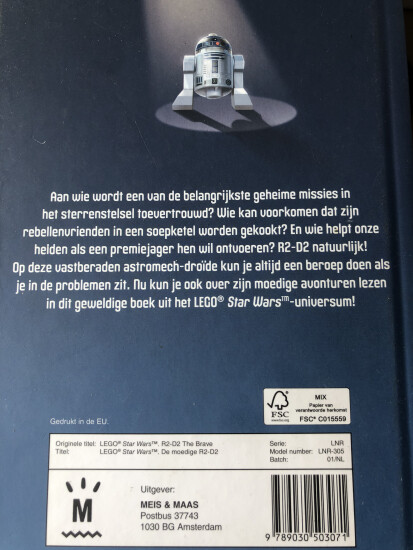 Aan wie wordt een van de belangrijkste geheime missies in
het sterrenstelsel toevertrouwd? Wie kan voorkomen dat zijn
rebellenvrienden in een soepketel worden gekookt? En wie helpt onze
helden als een premiejager hen wil ontvoeren? R2-D2 natuurlijk!
Op deze vastberaden astromech-droïde kun je altijd een beroep doen als
je in de problemen zit. Nu kun je ook over zijn moedige avonturen lezen
in dit geweldige boek uit het LEGO® Star Wars™-universum!
FSC
www.fsc.org
MIX
Papier van
verantwoorde herkomst
FSC® C015559
Gedrukt in de EU.
Originele titel: LEGO® Star Wars™. R2-D2 The Brave
Titel: LEGO® Star Wars™. De moedige R2-D2
Serie: LNR
Model number: LNR-305
Batch: 01/NL
M
Uitgever:
MEIS & MAAS
Postbus 37743
1030 BG Amsterdam
9 789030 503071